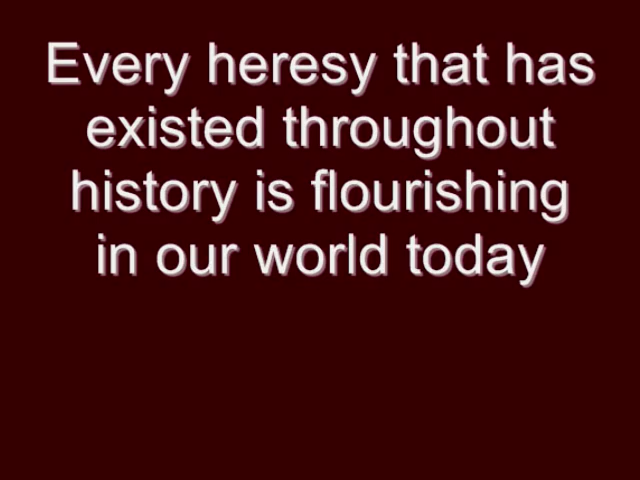 Every heresy that has
existed throughout
history is flourishing
in our world today